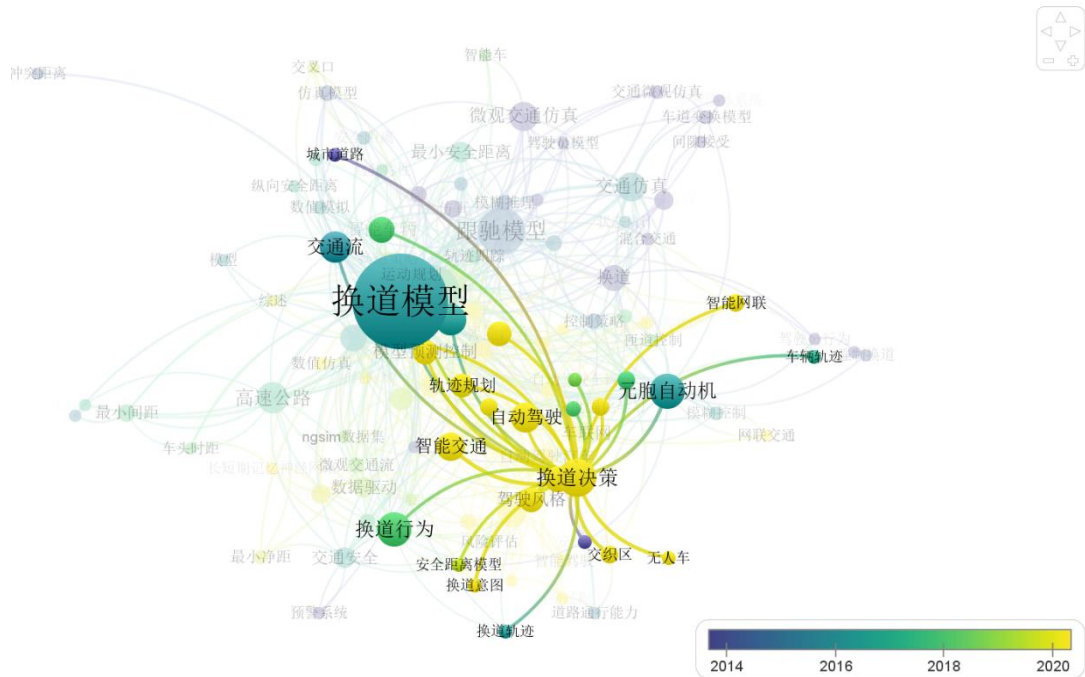 智能车
冲突距离
交叉口
仿真模型
交通微观仿真
微观交通仿真
车道变换模型
驾驶员模型
间隙接受
城市道路
最小安全距离
纵向安全距离
交通仿真
模糊推理
数值模拟
跟驰模型
混合交通
交通流
轨迹跟踪
模型
运动规划
换道
换道模型
综述
智能网联
控制策略
匝道控制
模型预测控制
车辆轨迹
数值仿真
轨迹规划
元胞自动机
高速公路
最小间距
自动驾驶
模糊控制
车联网
网联交通
ngsim数据集
智能交通
车头时距
微观交通流
换道决策
数据驱动
驾驶风格
换道行为
风险评估
最小净距
交通安全
安全距离模型
交织区
无人车
换道意图
预警系统
道路通行能力
换道轨迹
2014
2016
2018
2020